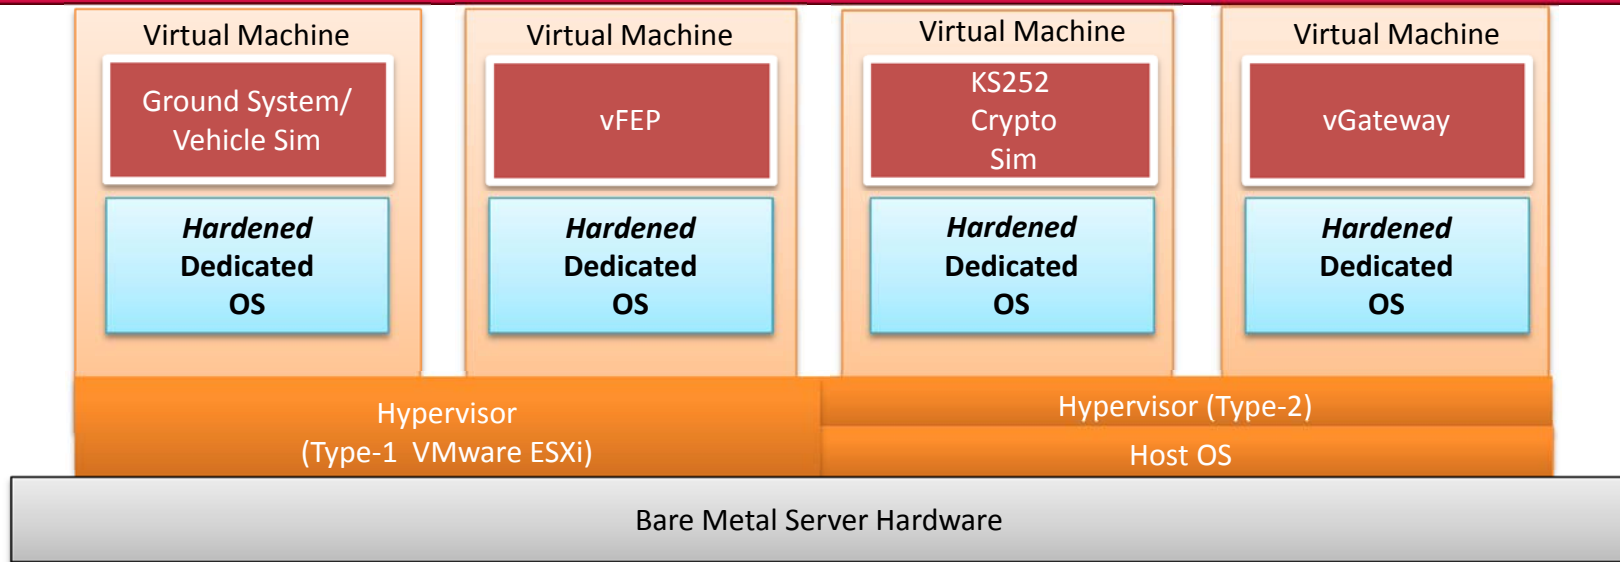 Virtual Machine
Ground System/
Vehicle Sim
Hardened
Dedicated
OS
Virtual Machine
vFEP
Hardened
Dedicated
OS
Virtual Machine
KS252
Crypto
Sim
Hardened
Dedicated
OS
Virtual Machine
vGateway
Hardened
Dedicated
OS
Hypervisor
(Type-1 VMware ESXi)
Hypervisor (Type-2)
Host OS
Bare Metal Server Hardware